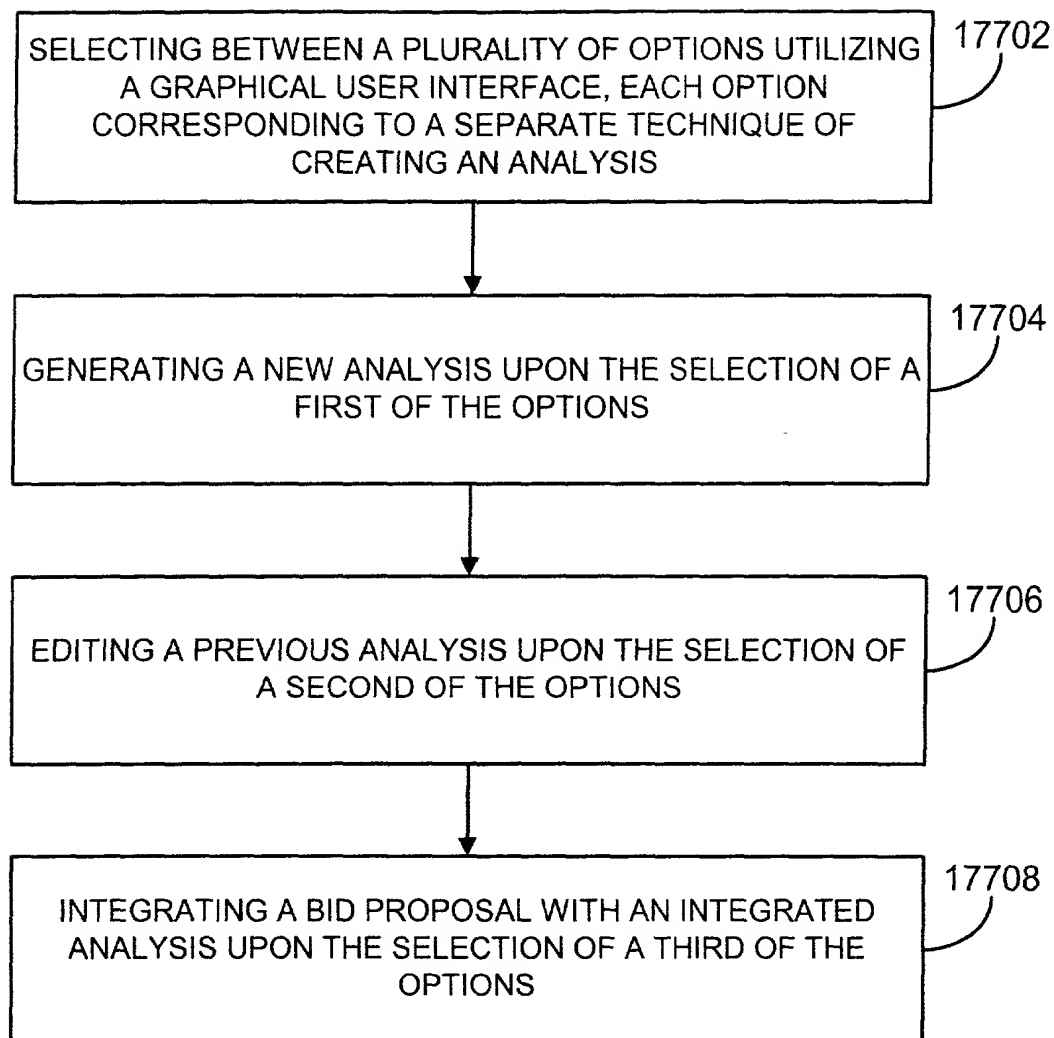 SELECTING BETWEEN A PLURALITY OF OPTIONS UTILIZING
A GRAPHICAL USER INTERFACE, EACH OPTION
CORRESPONDING TO A SEPARATE TECHNIQUE OF
CREATING AN ANALYSIS
17702
GENERATING A NEW ANALYSIS UPON THE SELECTION OF A
FIRST OF THE OPTIONS
17704
EDITING A PREVIOUS ANALYSIS UPON THE SELECTION OF
A SECOND OF THE OPTIONS
17706
INTEGRATING A BID PROPOSAL WITH AN INTEGRATED
ANALYSIS UPON THE SELECTION OF A THIRD OF THE
OPTIONS
17708